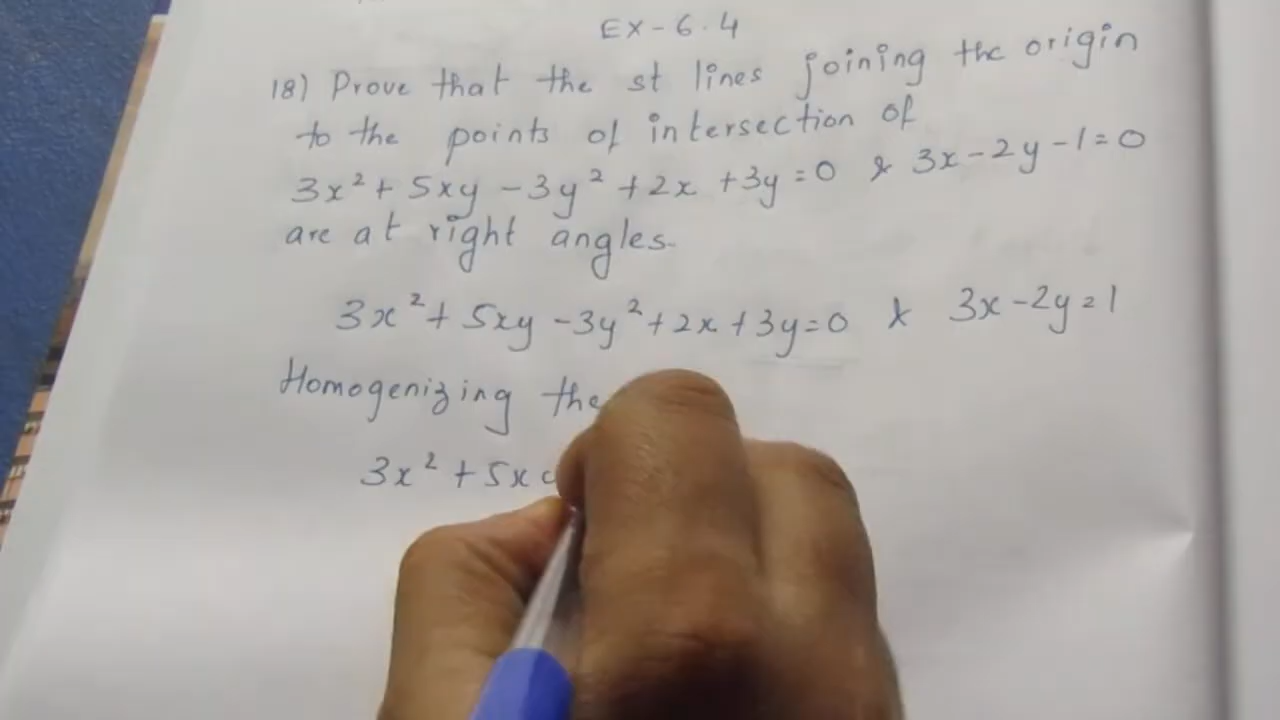 EX-6.4
18) Prove that the st lines joining the origin
to the points of intersection of
3x² + 5xy - 3y² + 2x + 3y = 0 & 3x - 2y - 1 = 0
are at right angles.
3x² + 5xy - 3y² + 2x + 3y = 0 & 3x - 2y = 1
Homogenizing the
3x² + 5x